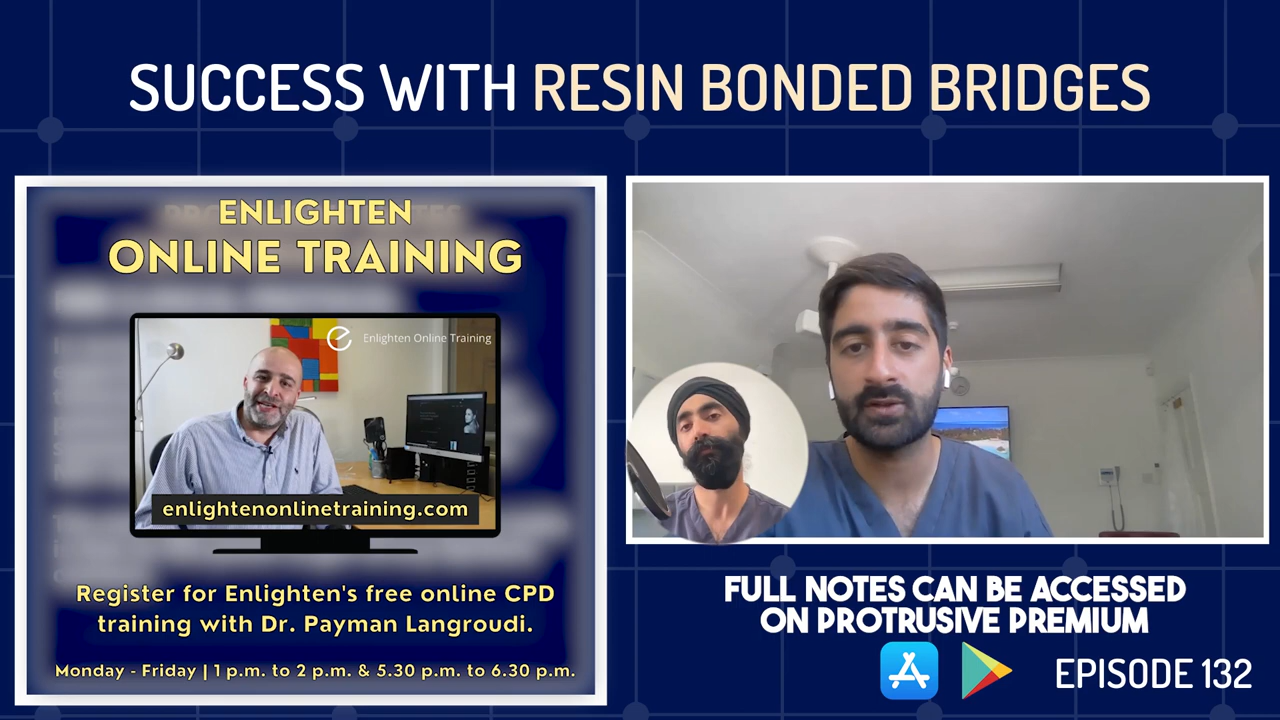 SUCCESS WITH RESIN BONDED BRIDGES
ENLIGHTEN
ONLINE TRAINING
Enlighten Online Training
enlightenonlinetraining.com
Register for Enlighten's free online CPD
training with Dr. Payman Langroudi.
Monday - Friday | 1 p.m. to 2 p.m. & 5.30 p.m. to 6.30 p.m.
FULL NOTES CAN BE ACCESSED
ON PROTRUSIVE PREMIUM
EPISODE 132